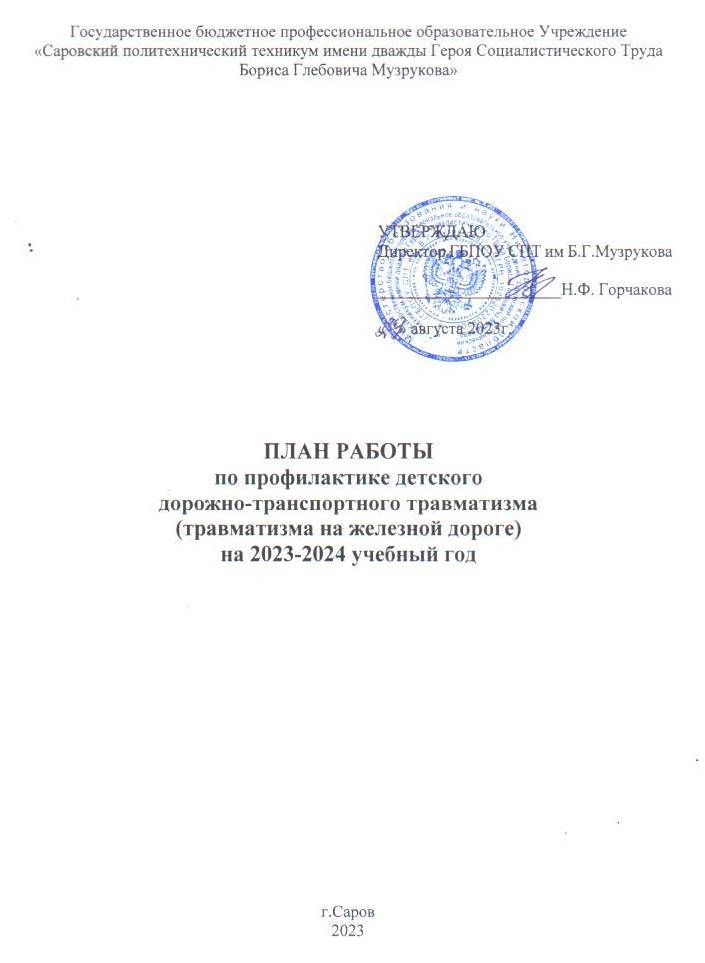 Государственное бюджетное профессиональное образовательное Учреждение
«Саровский политехнический техникум имени дважды Героя Социалистического Труда
Бориса Глебовича Музрукова»
УТВЕРЖДАЮ
Директор ГБПОУ СПТ им Б.Г.Музрукова
Н.Ф. Горчакова
» августа 2023г.
ПЛАН РАБОТЫ
по профилактике детского
дорожно-транспортного травматизма
(травматизма на железной дороге)
на 2023-2024 учебный год
г.Саров
2023